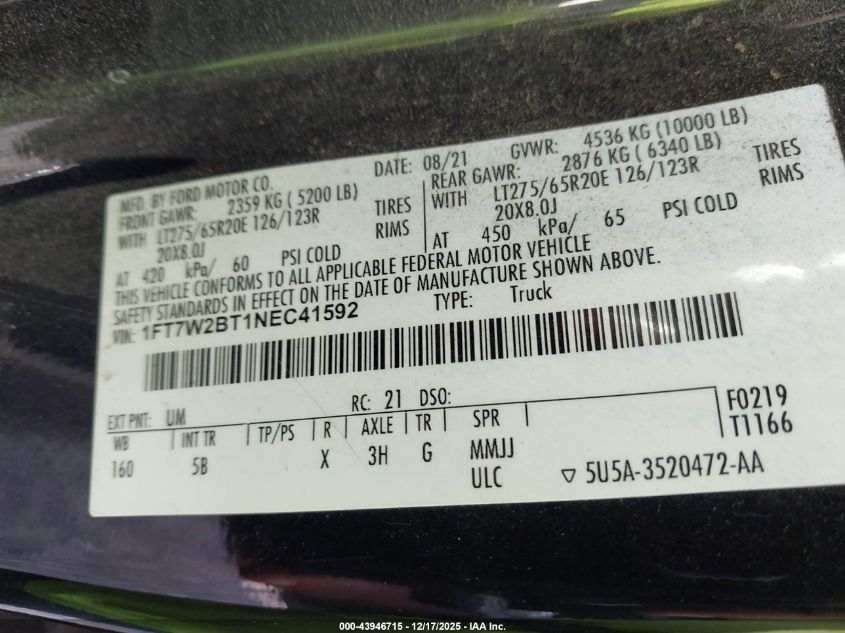 MFD. BY FORD MOTOR CO.
DATE: 08/21 GVWR: 4536 KG (10000 LB)
FRONT GAWR: 2359 KG ( 5200 LB)
REAR GAWR: 2876 KG ( 6340 LB)
WITH LT275/65R20E 126/123R TIRES
WITH LT275/65R20E 126/123R TIRES
20X8.0J RIMS
20X8.0J RIMS
AT 420 kPa/ 60 PSI COLD
AT 450 kPa/ 65 PSI COLD
THIS VEHICLE CONFORMS TO ALL APPLICABLE FEDERAL MOTOR VEHICLE
SAFETY STANDARDS IN EFFECT ON THE DATE OF MANUFACTURE SHOWN ABOVE.
VIN: 1FT7W2BT1NEC41592 TYPE: Truck
EXT PNT: UM RC: 21 DSO:
F0219
WB INT TR TP/PS R AXLE TR SPR
T1166
160 5B X 3H G MMJJ
ULC
5U5A-3520472-AA
000-43946715 - 12/17/2025 - IAA Inc.